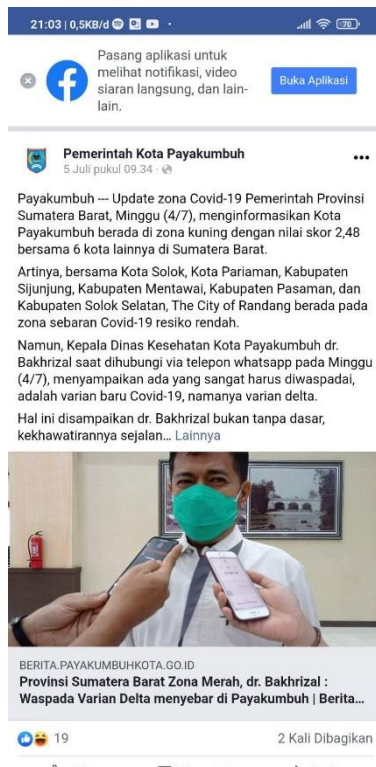 21:03 | 0,5KB/d
70
Pasang aplikasi untuk
melihat notifikasi, video
siaran langsung, dan lain-
lain.
Buka Aplikasi
Pemerintah Kota Payakumbuh
5 Juli pukul 09.34 ·
Payakumbuh --- Update zona Covid-19 Pemerintah Provinsi
Sumatera Barat, Minggu (4/7), menginformasikan Kota
Payakumbuh berada di zona kuning dengan nilai skor 2,48
bersama 6 kota lainnya di Sumatera Barat.
Artinya, bersama Kota Solok, Kota Pariaman, Kabupaten
Sijunjung, Kabupaten Mentawai, Kabupaten Pasaman, dan
Kabupaten Solok Selatan, The City of Randang berada pada
zona sebaran Covid-19 resiko rendah.
Namun, Kepala Dinas Kesehatan Kota Payakumbuh dr.
Bakhrizal saat dihubungi via telepon whatsapp pada Minggu
(4/7), menyampaikan ada yang sangat harus diwaspadai,
adalah varian baru Covid-19, namanya varian delta.
Hal ini disampaikan dr. Bakhrizal bukan tanpa dasar,
kekhawatirannya sejalan... Lainnya
BERITA.PAYAKUMBUHKOTA.GO.ID
Provinsi Sumatera Barat Zona Merah, dr. Bakhrizal :
Waspada Varian Delta menyebar di Payakumbuh | Berita...
19
2 Kali Dibagikan